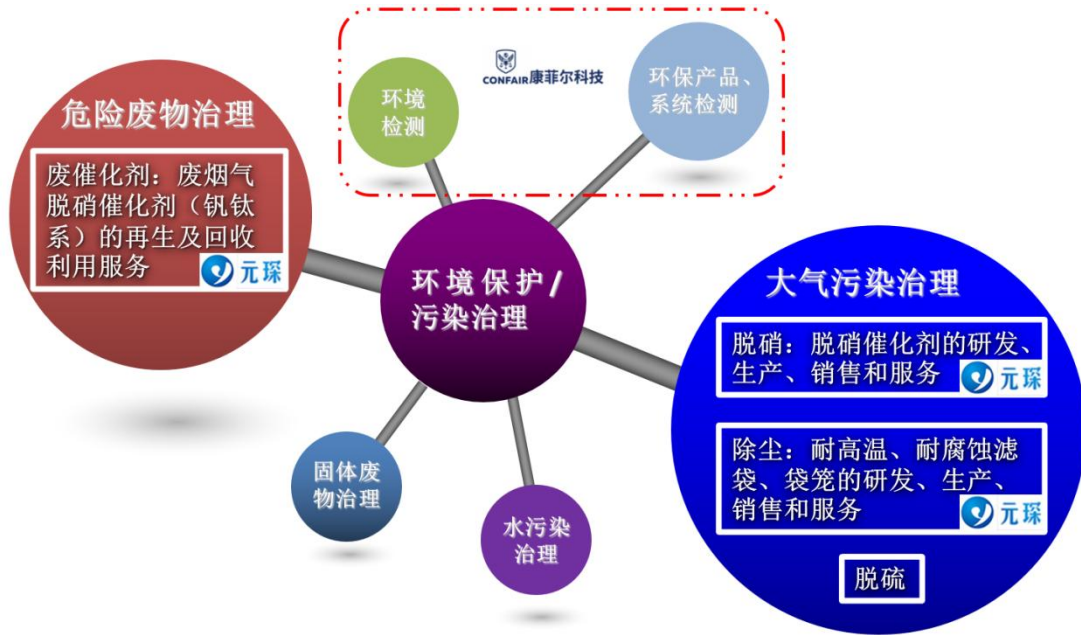 CONFAIR康菲尔科技
环境
检测
环保产品、
系统检测
危险废物治理
废催化剂：废烟气
脱硝催化剂（钒钛
系）的再生及回收
利用服务
元琛
环境保护/
污染治理
大气污染治理
脱硝：脱硝催化剂的研发、
生产、销售和服务
元琛
除尘：耐高温、耐腐蚀滤
袋、袋笼的研发、生产、
销售和服务
元琛
脱硫
固体废
物治理
水污染
治理